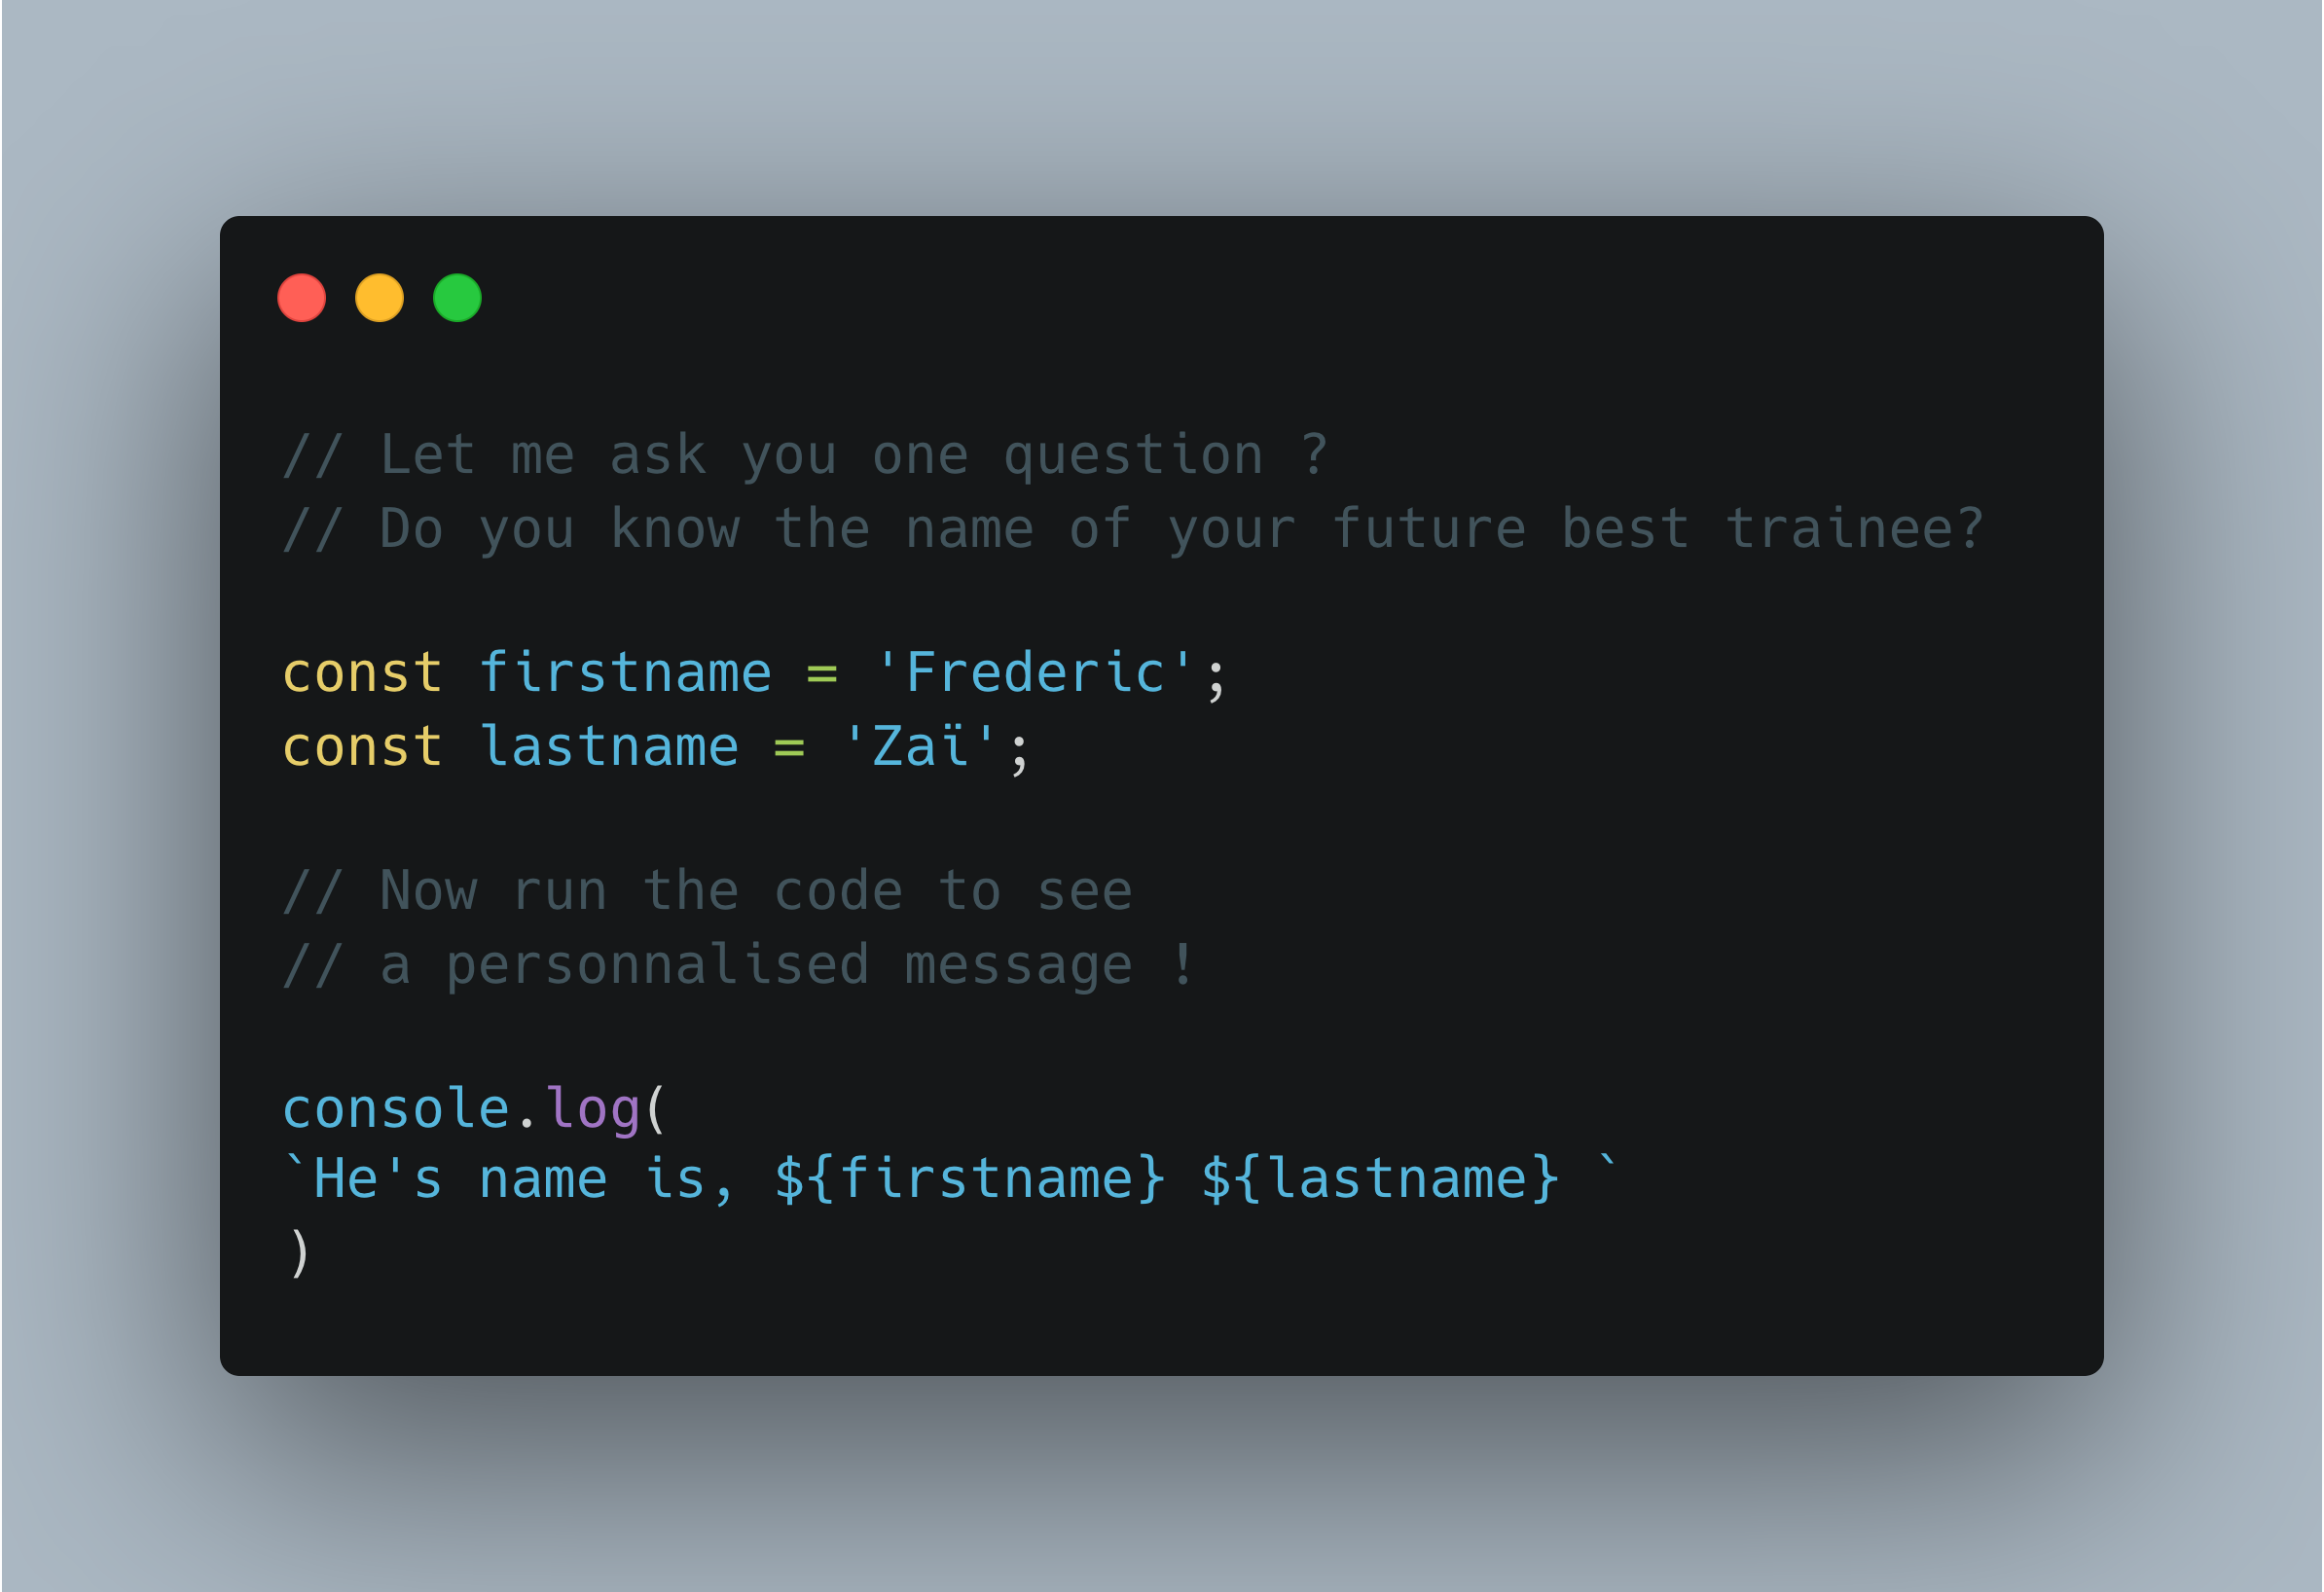 // Let me ask you one question ?
// Do you know the name of your future best trainee?
const firstname = 'Frederic';
const lastname = 'Zaï';
// Now run the code to see
// a personnalised message !
console.log(
`He's name is, ${firstname} ${lastname} `
)